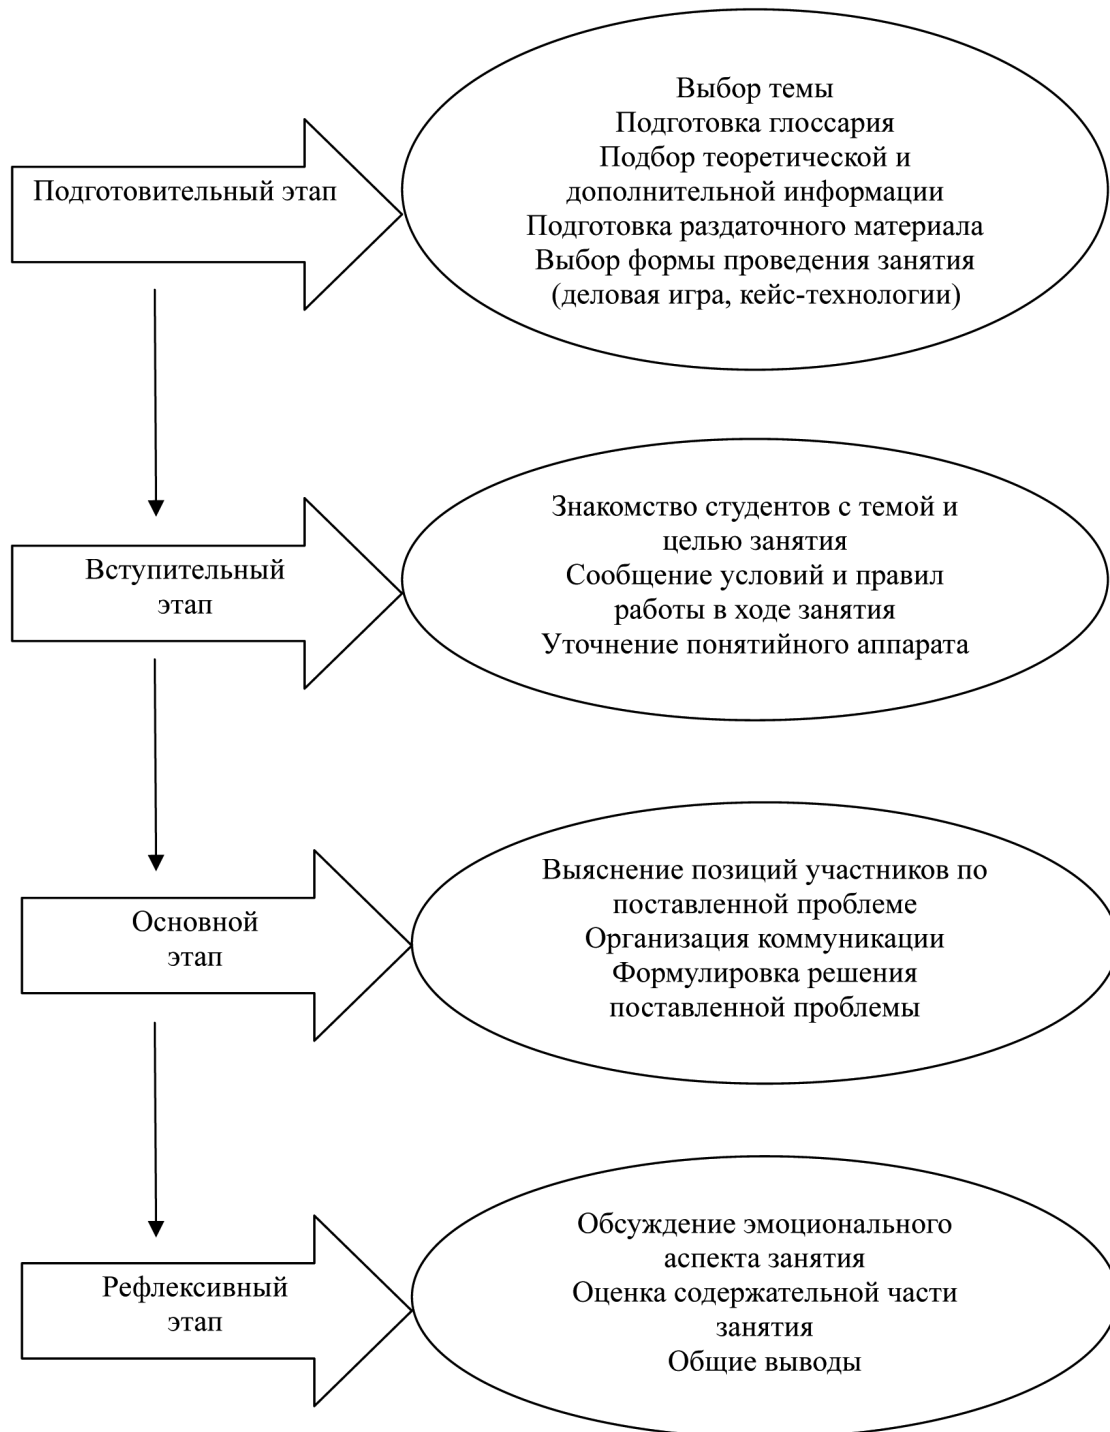 Подготовительный этап
Выбор темы
Подготовка глоссария
Подбор теоретической и
дополнительной информации
Подготовка раздаточного материала
Выбор формы проведения занятия
(деловая игра, кейс-технологии)
Вступительный
этап
Знакомство студентов с темой и
целью занятия
Сообщение условий и правил
работы в ходе занятия
Уточнение понятийного аппарата
Основной
этап
Выяснение позиций участников по
поставленной проблеме
Организация коммуникации
Формулировка решения
поставленной проблемы
Рефлексивный
этап
Обсуждение эмоционального
аспекта занятия
Оценка содержательной части
занятия
Общие выводы